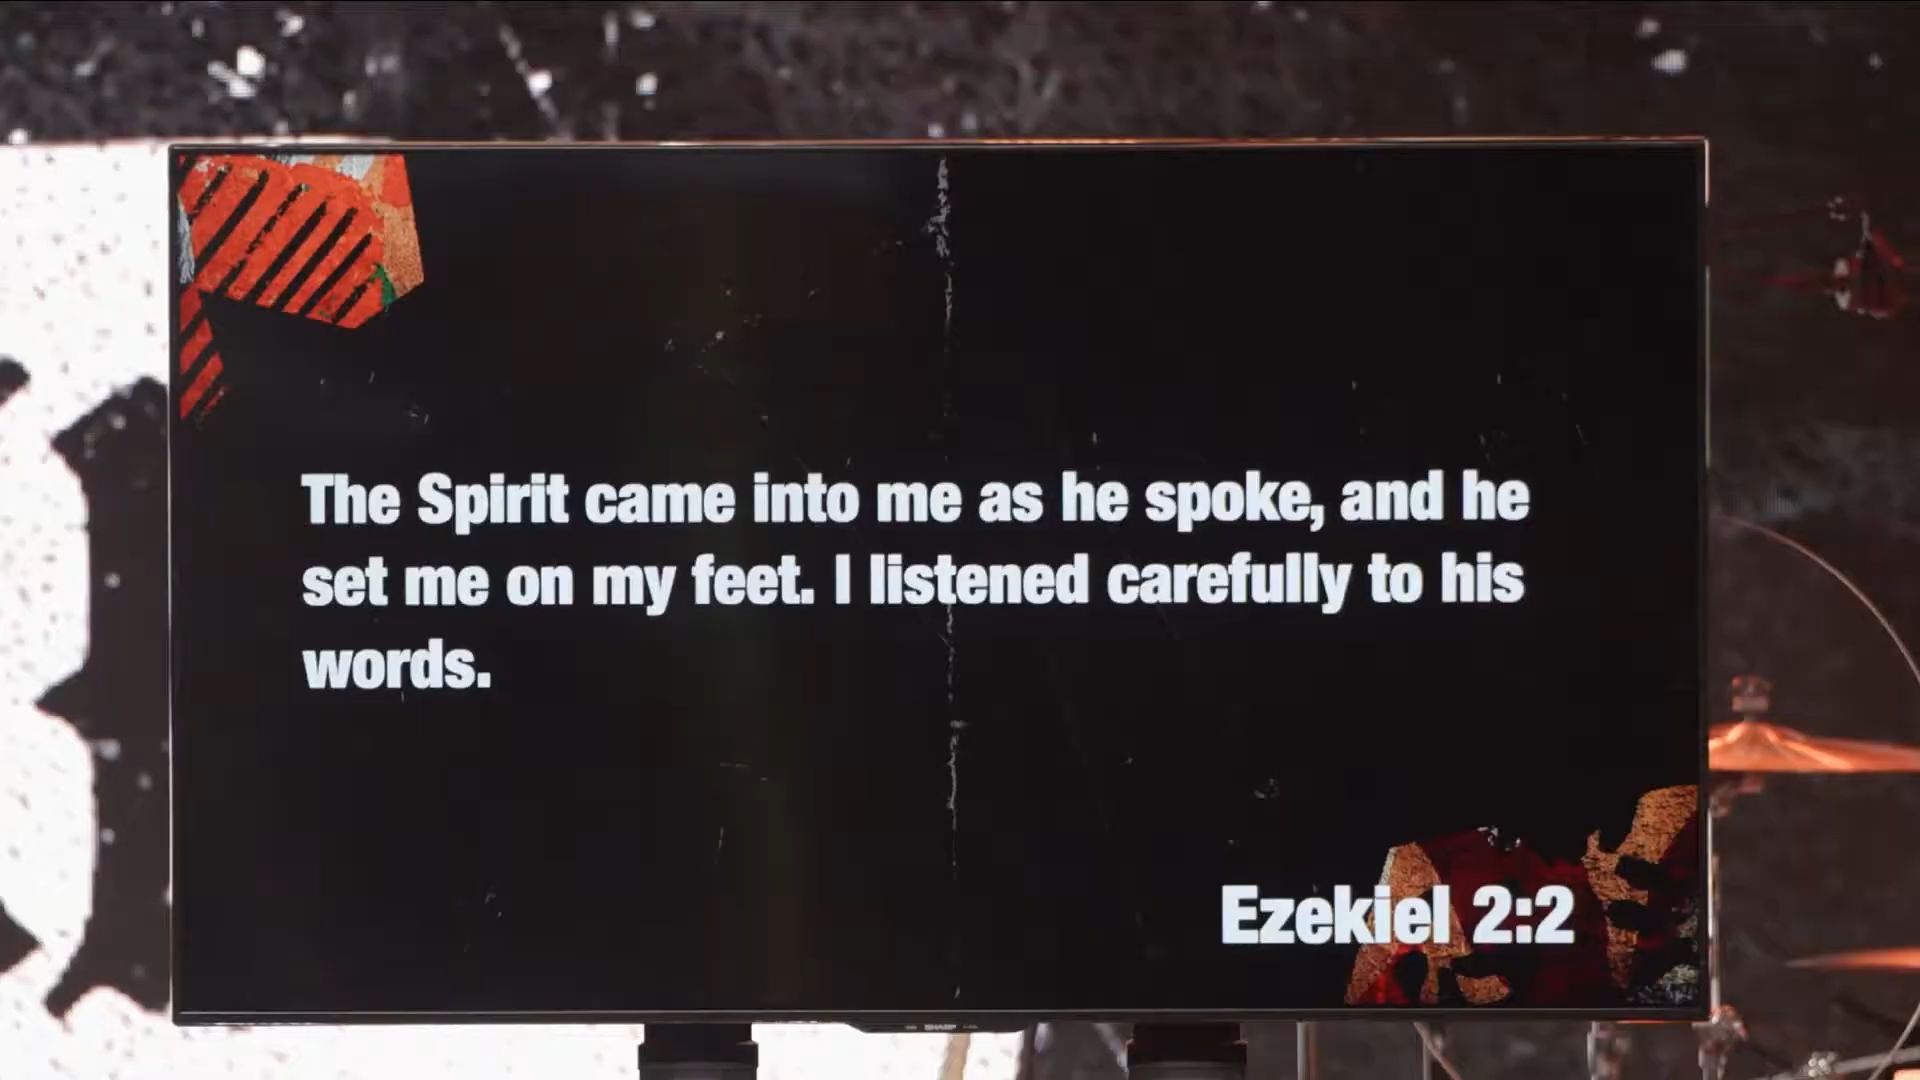 The Spirit came into me as he spoke, and he
set me on my feet. I listened carefully to his
words.
Ezekiel 2:2
SHARP